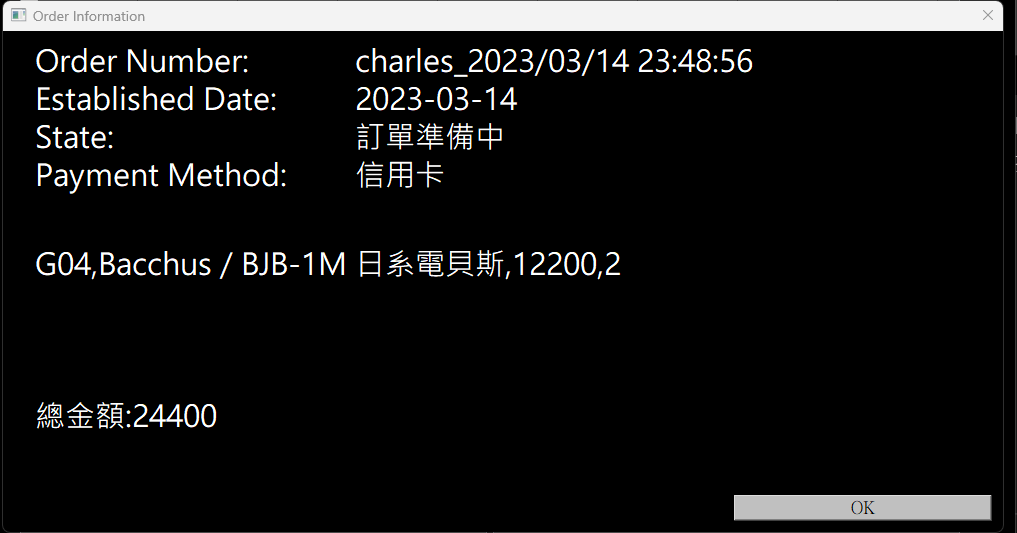 Order Information
Order Number: charles_2023/03/14 23:48:56
Established Date: 2023-03-14
State: 訂單準備中
Payment Method: 信用卡
G04,Bacchus / BJB-1M 日系電貝斯,12200,2
總金額:24400
OK